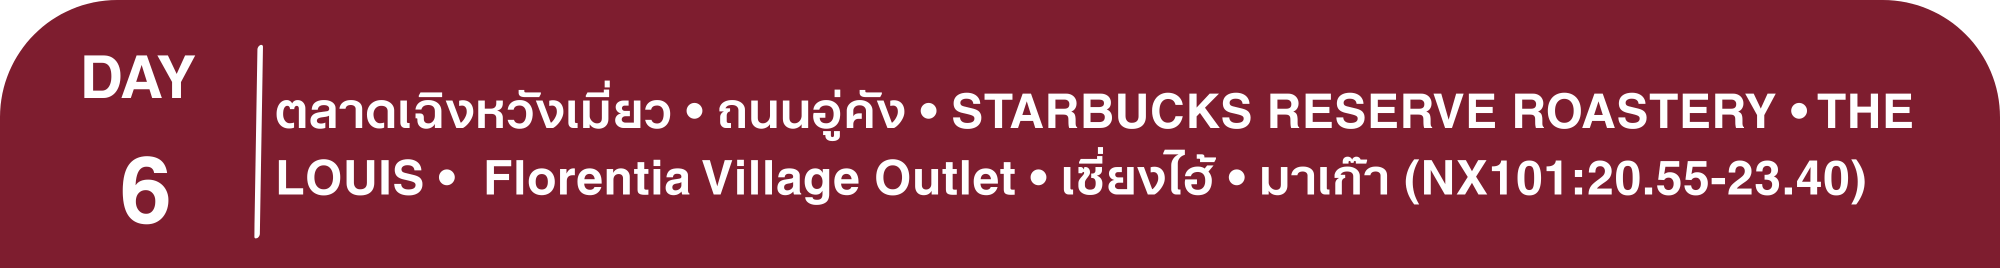 DAY
6
ตลาดเฉิงหวังเมี่ยว • ถนนอู่คัง • STARBUCKS RESERVE ROASTERY • THE
LOUIS • Florentia Village Outlet • เซี่ยงไฮ้ • มาเก๊า (NX101:20.55-23.40)